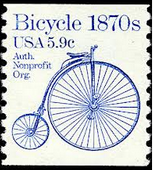 Bicycle 1870s
USA 5.9c
Auth.
Nonprofit
Org.